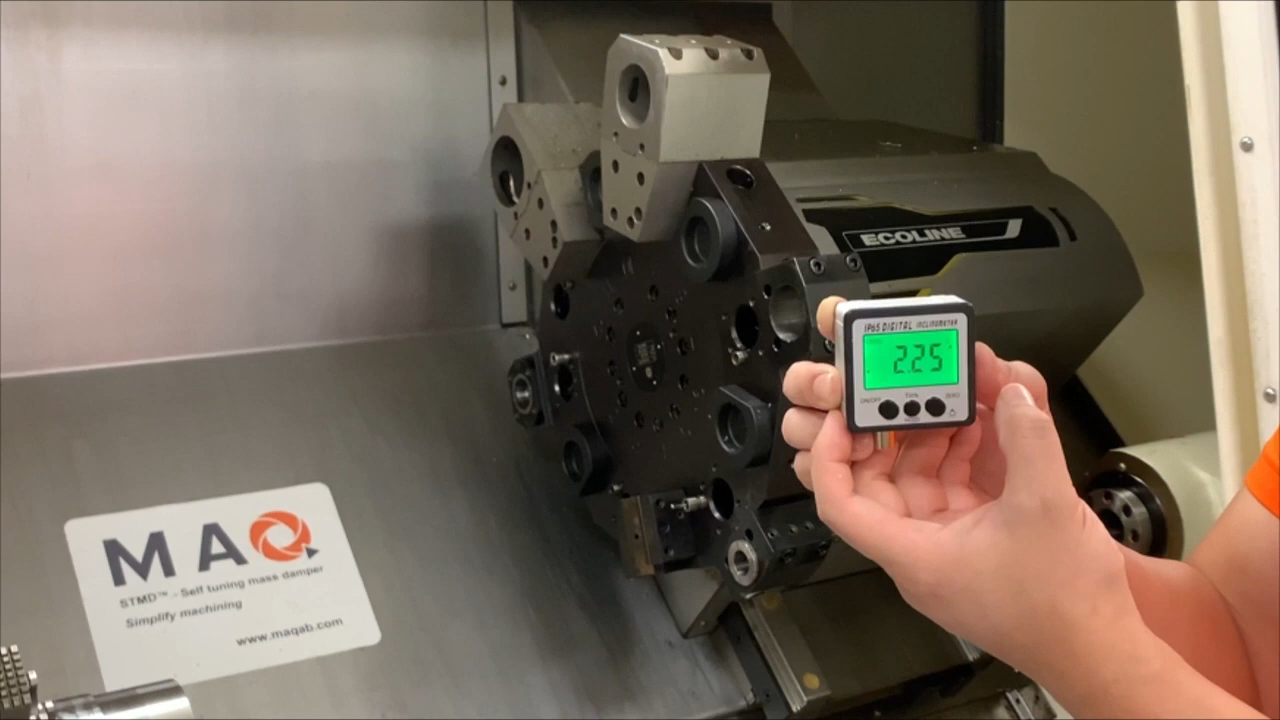 ECOLINE
IP65 DIGITAL INCLINOMETER
2.25
ON/OFF
ZERO
MAQ
STMD™ - Self tuning mass damper
Simplify machining
www.maqab.com